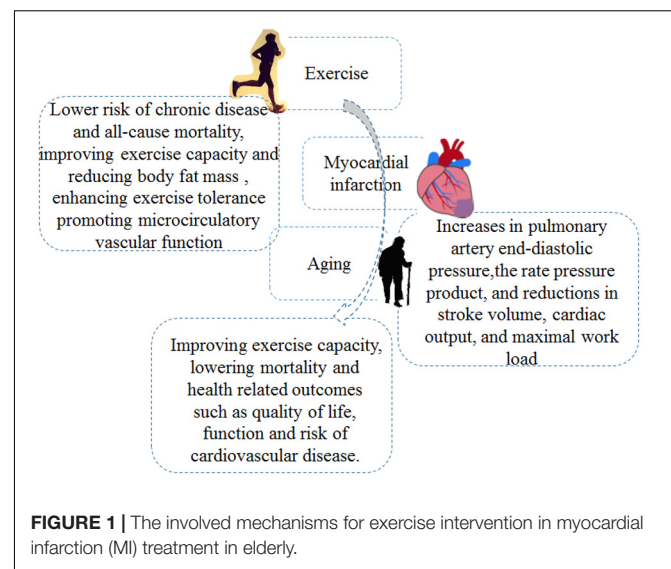 Exercise
Lower risk of chronic disease
and all-cause mortality,
improving exercise capacity and
reducing body fat mass ,
enhancing exercise tolerance
promoting microcirculatory
vascular function
Myocardial
infarction
Increases in pulmonary
artery end-diastolic
pressure,the rate pressure
product, and reductions in
stroke volume, cardiac
output, and maximal work
load
Aging
Improving exercise capacity,
lowering mortality and
health related outcomes
such as quality of life,
function and risk of
cardiovascular disease.
FIGURE 1 | The involved mechanisms for exercise intervention in myocardial
infarction (MI) treatment in elderly.